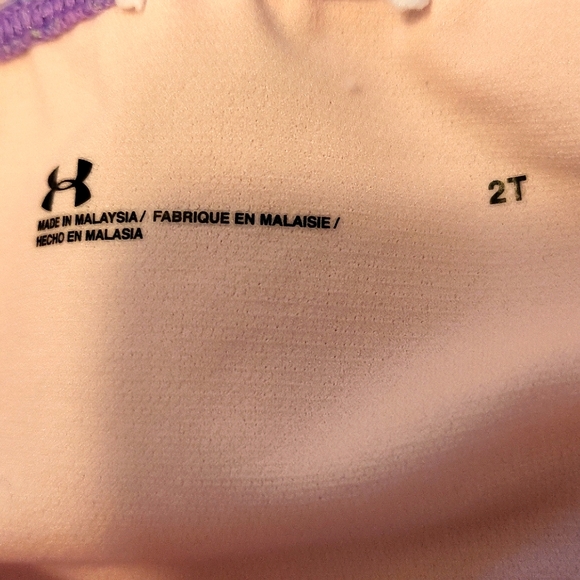 2T
MADE IN MALAYSIA / FABRIQUE EN MALAISIE /
HECHO EN MALASIA